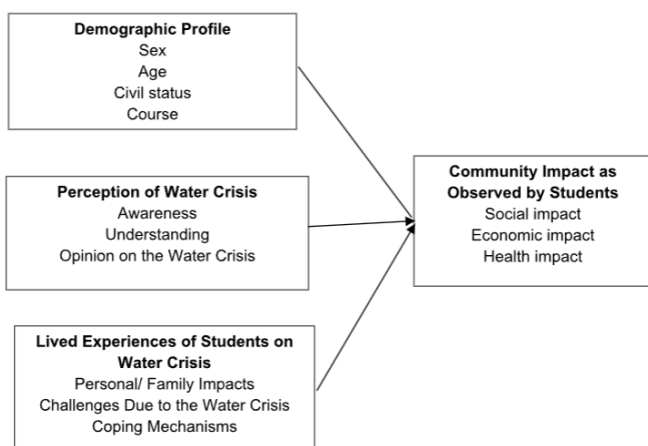 Demographic Profile
Sex
Age
Civil status
Course
Perception of Water Crisis
Awareness
Understanding
Opinion on the Water Crisis
Lived Experiences of Students on
Water Crisis
Personal/ Family Impacts
Challenges Due to the Water Crisis
Coping Mechanisms
Community Impact as
Observed by Students
Social impact
Economic impact
Health impact